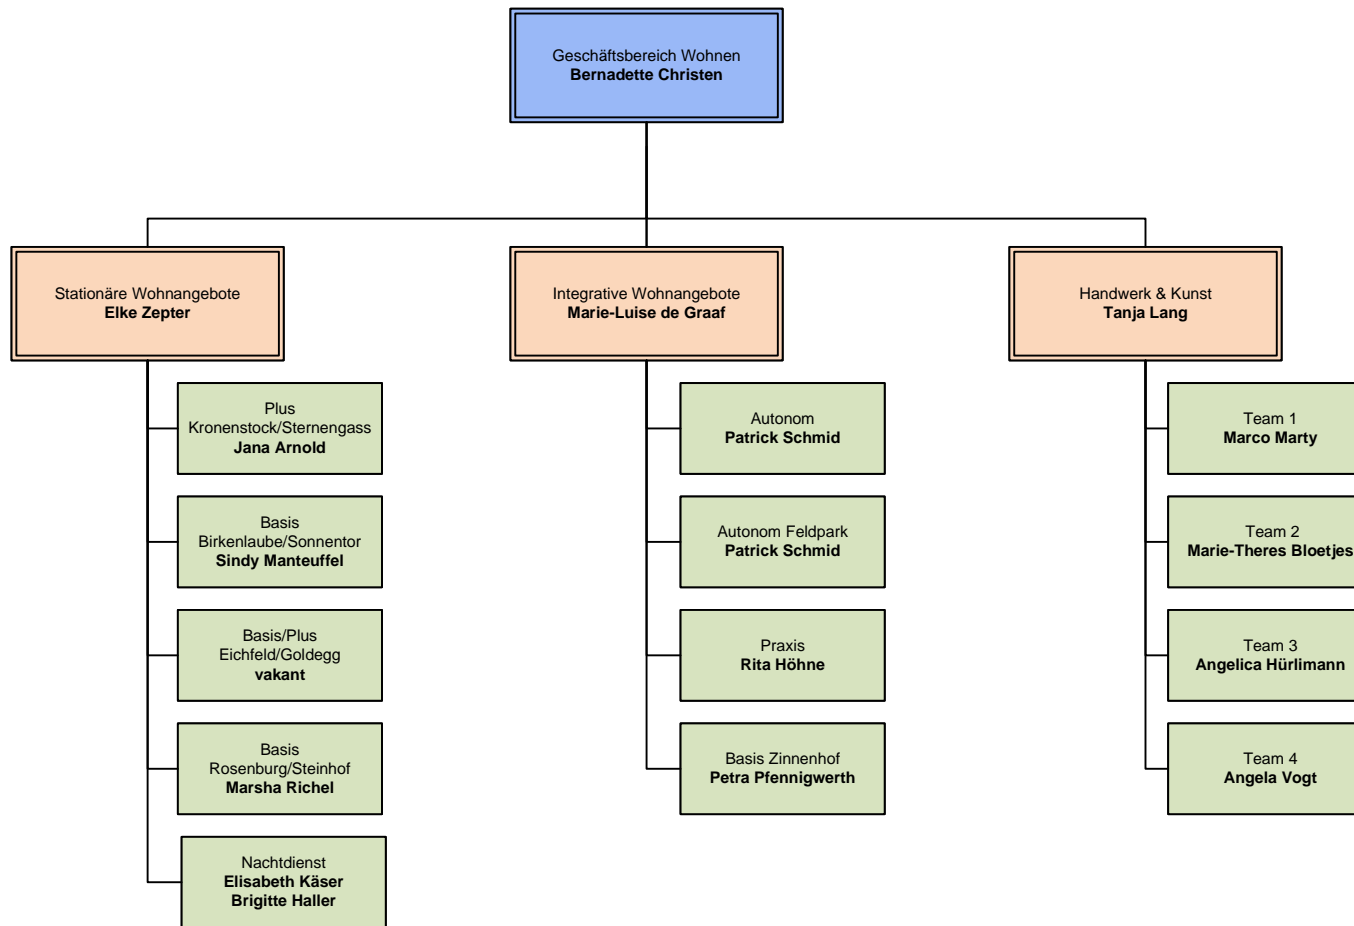 Geschäftsbereich Wohnen
Bernadette Christen
Stationäre Wohnangebote
Elke Zepter
Integrative Wohnangebote
Marie-Luise de Graaf
Handwerk & Kunst
Tanja Lang
Plus
Kronenstock/Sternengass
Jana Arnold
Basis
Birkenlaube/Sonnentor
Sindy Manteuffel
Basis/Plus
Eichfeld/Goldegg
vakant
Basis
Rosenburg/Steinhof
Marsha Richel
Nachtdienst
Elisabeth Käser
Brigitte Haller
Autonom
Patrick Schmid
Autonom Feldpark
Patrick Schmid
Praxis
Rita Höhne
Basis Zinnenhof
Petra Pfennigwerth
Team 1
Marco Marty
Team 2
Marie-Theres Bloetjes
Team 3
Angelica Hürlimann
Team 4
Angela Vogt